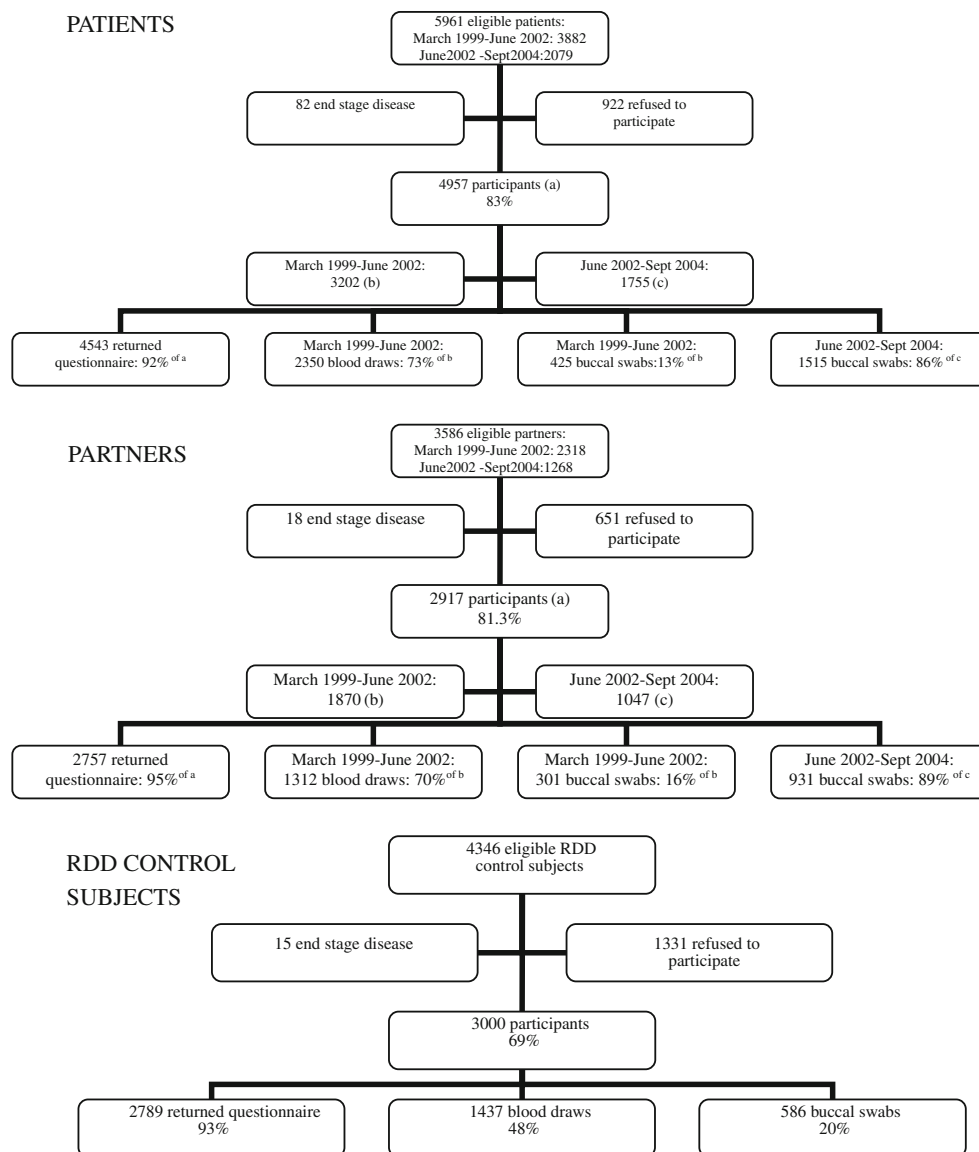 PATIENTS
5961 eligible patients:
March 1999-June 2002: 3882
June2002 -Sept2004:2079
82 end stage disease
922 refused to
participate
4957 participants (a)
83%
March 1999-June 2002:
3202 (b)
June 2002-Sept 2004:
1755 (c)
4543 returned
questionnaire: 92% of a
March 1999-June 2002:
2350 blood draws: 73% of b
March 1999-June 2002:
425 buccal swabs:13% of b
June 2002-Sept 2004:
1515 buccal swabs: 86% of c
PARTNERS
3586 eligible partners:
March 1999-June 2002: 2318
June2002 -Sept2004:1268
18 end stage disease
651 refused to
participate
2917 participants (a)
81.3%
March 1999-June 2002:
1870 (b)
June 2002-Sept 2004:
1047 (c)
2757 returned
questionnaire: 95% of a
March 1999-June 2002:
1312 blood draws: 70% of b
March 1999-June 2002:
301 buccal swabs: 16% of b
June 2002-Sept 2004:
931 buccal swabs: 89% of c
RDD CONTROL
SUBJECTS
4346 eligible RDD
control subjects
15 end stage disease
1331 refused to
participate
3000 participants
69%
2789 returned questionnaire
93%
1437 blood draws
48%
586 buccal swabs
20%